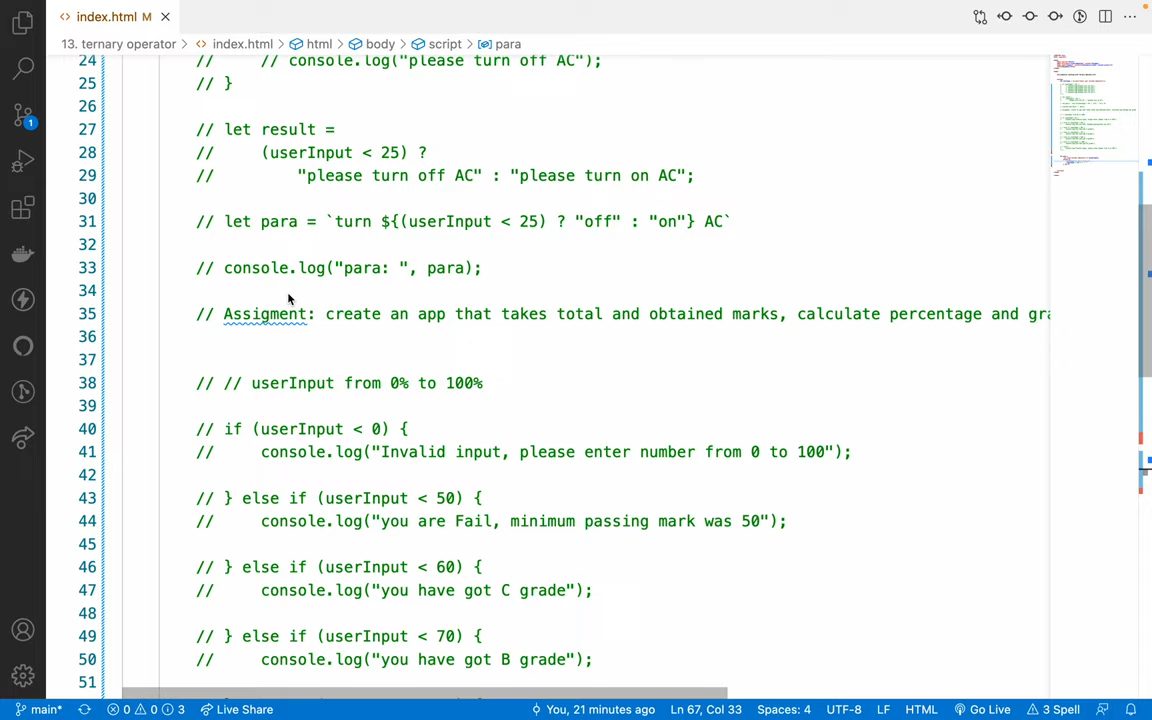 index.html M
13. ternary operator > index.html > html > body > script > para
24 // // console.log("please turn off AC");
25 // }
26
27 // let result =
28 // (userInput < 25) ?
29 // "please turn off AC" : "please turn on AC";
30
31 // let para = `turn ${(userInput < 25) ? "off" : "on"} AC`
32
33 // console.log("para: ", para);
34
35 // Assigment: create an app that takes total and obtained marks, calculate percentage and gra
36
37
38 // // userInput from 0% to 100%
39
40 // if (userInput < 0) {
41 // console.log("Invalid input, please enter number from 0 to 100");
42
43 // } else if (userInput < 50) {
44 // console.log("you are Fail, minimum passing mark was 50");
45
46 // } else if (userInput < 60) {
47 // console.log("you have got C grade");
48
49 // } else if (userInput < 70) {
50 // console.log("you have got B grade");
51
1
main* 0 0 3 Live Share You, 21 minutes ago Ln 67, Col 33 Spaces: 4 UTF-8 LF HTML Go Live 3 Spell